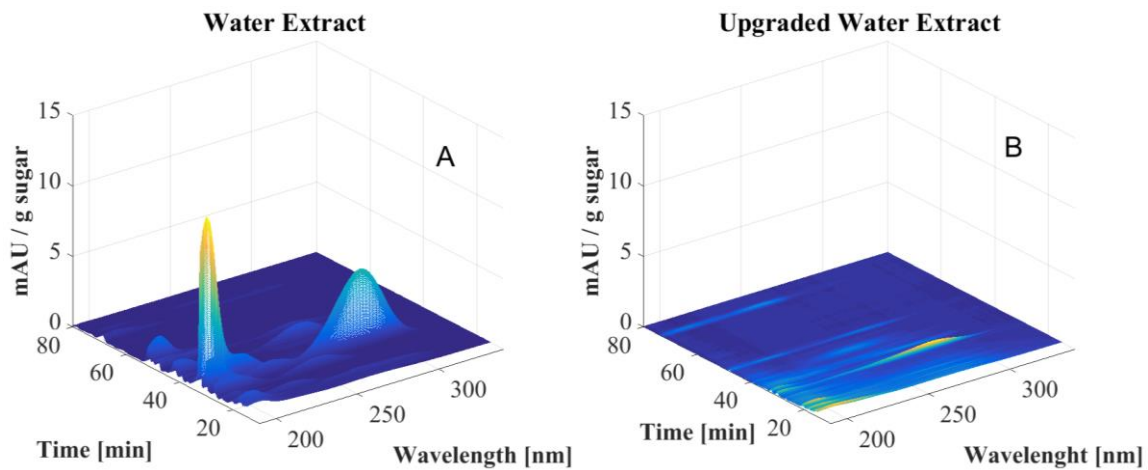 Water Extract
15
10
5
0
mAU / g sugar
A
80
60
40
20
Time [min]
200
250
300
Wavelength [nm]
Upgraded Water Extract
15
10
5
0
mAU / g sugar
B
80
60
40
20
Time [min]
200
250
300
Wavelenght [nm]